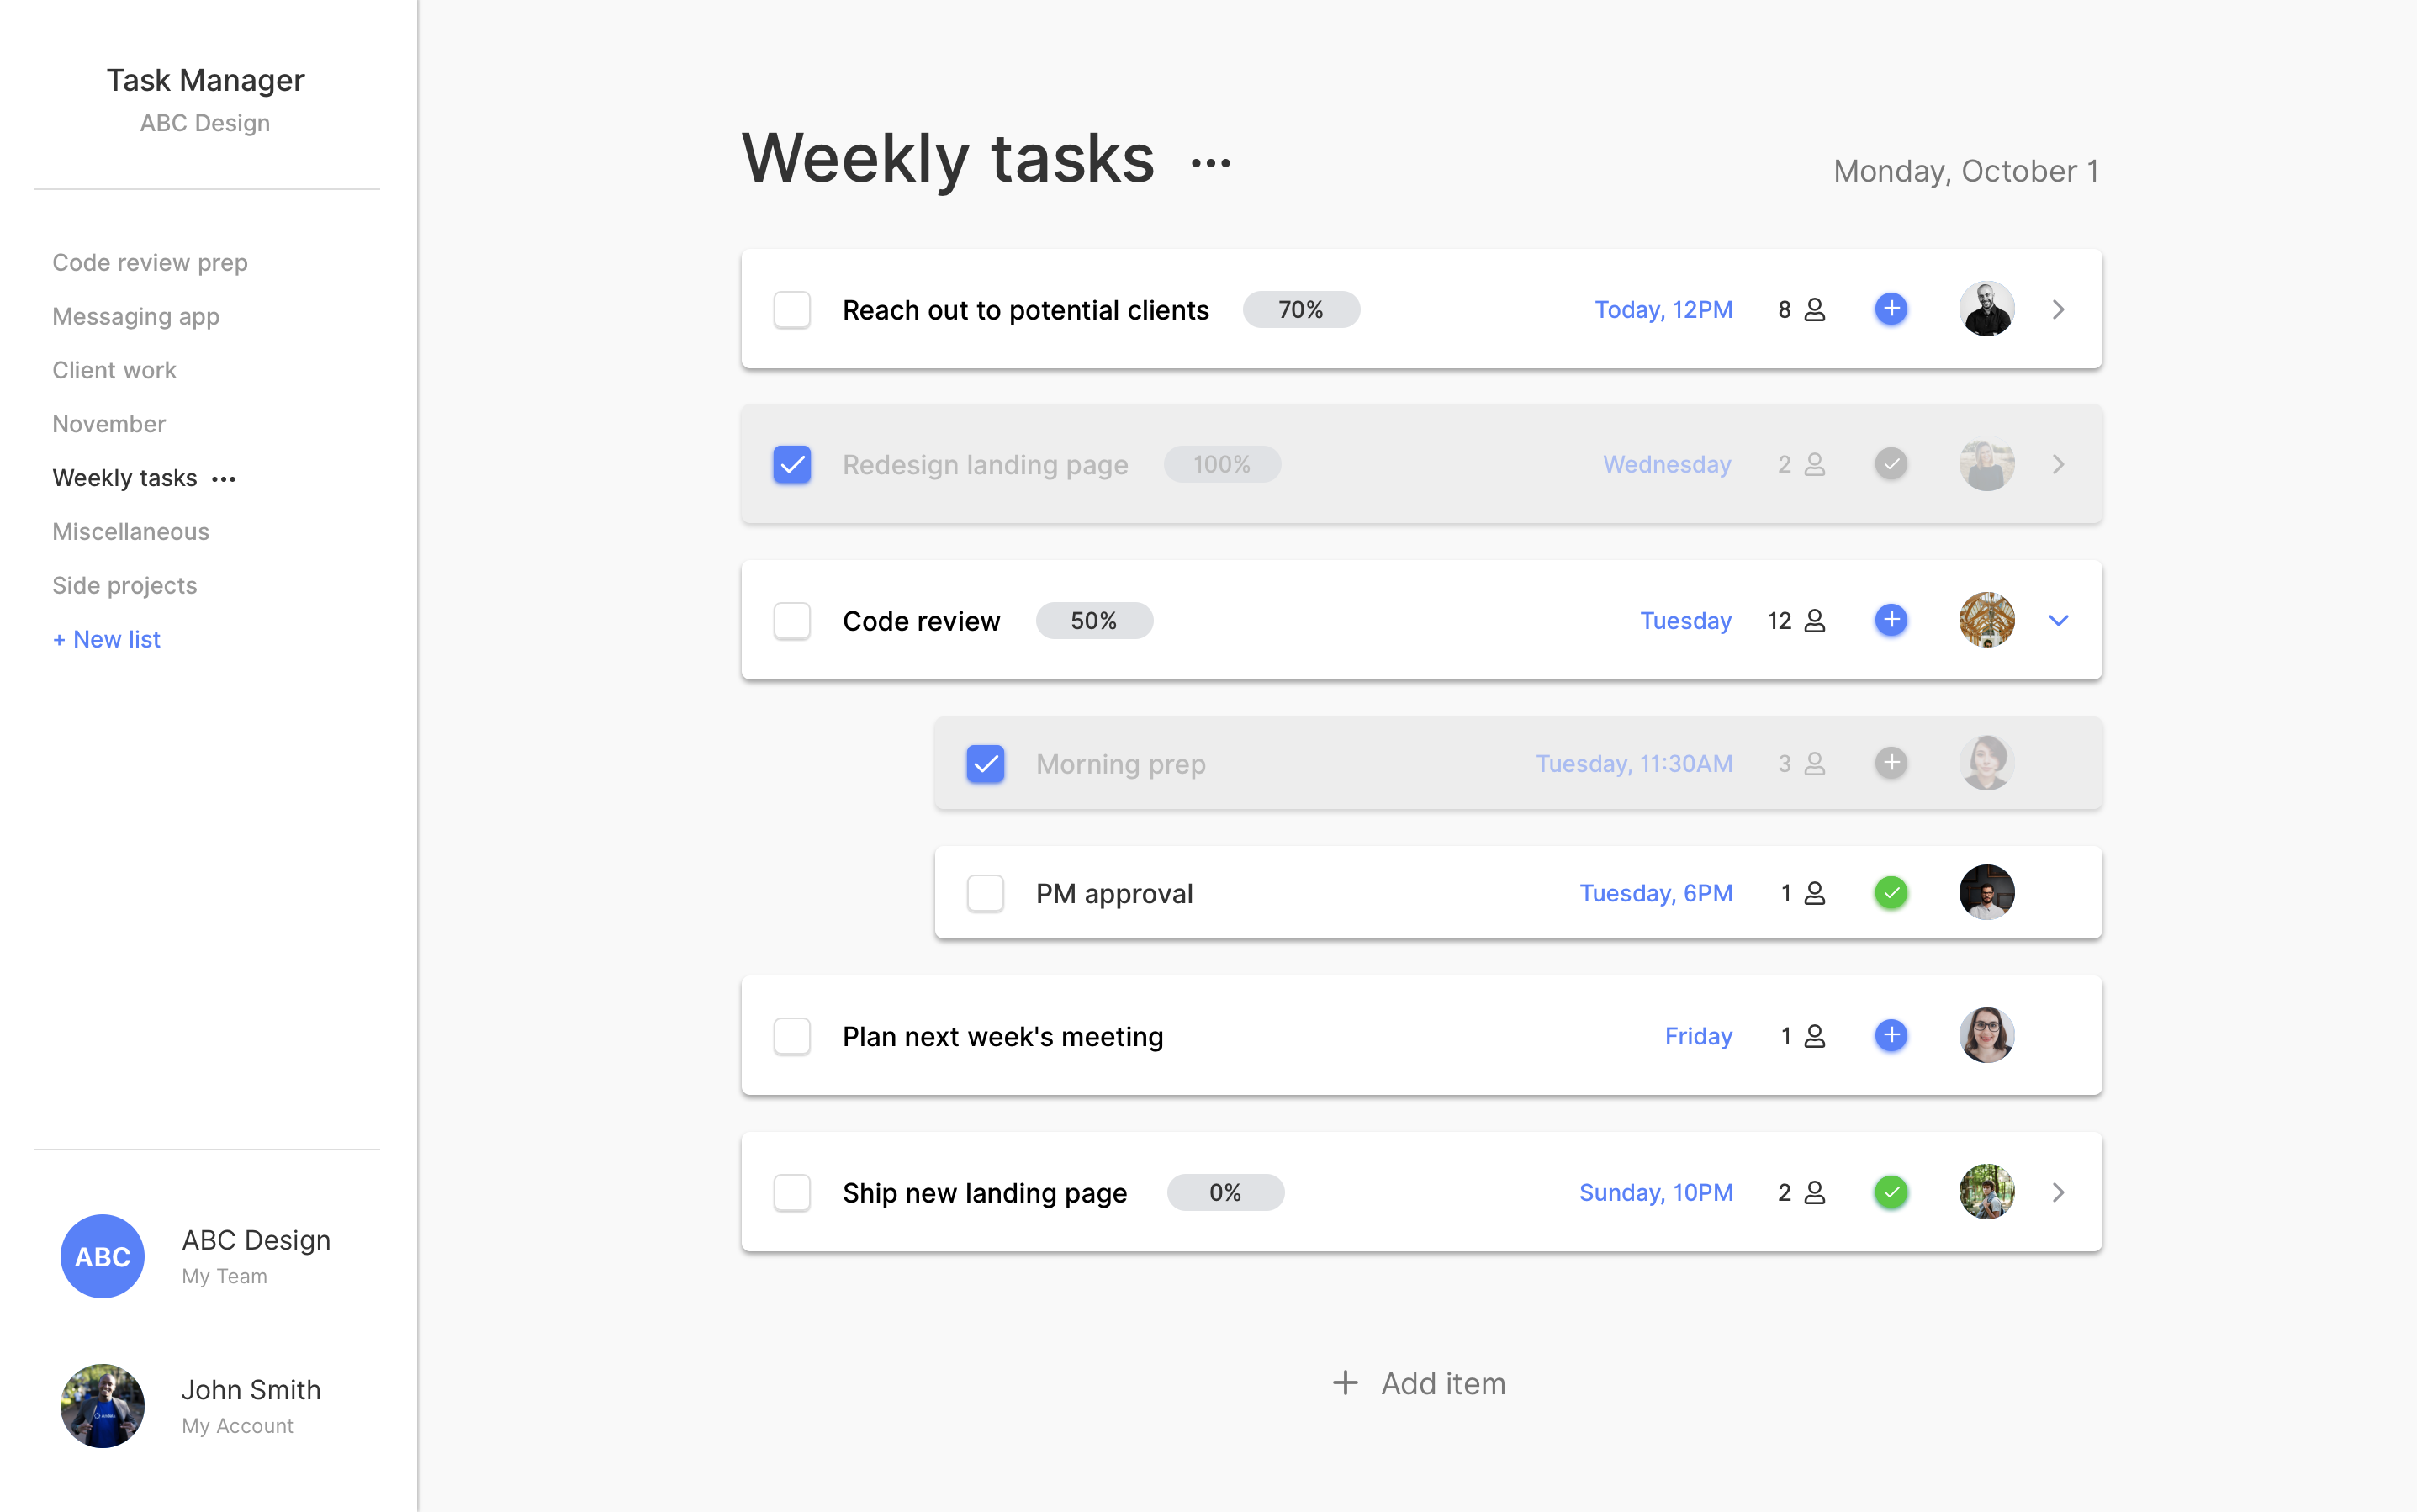 Task Manager
ABC Design
Code review prep
Messaging app
Client work
November
Weekly tasks
Miscellaneous
Side projects
+ New list
ABC
ABC Design
My Team
John Smith
My Account
Weekly tasks
Monday, October 1
Reach out to potential clients 70% Today, 12PM 8
Redesign landing page 100% Wednesday 2
Code review 50% Tuesday 12
Morning prep Tuesday, 11:30AM 3
PM approval Tuesday, 6PM 1
Plan next week's meeting Friday 1
Ship new landing page 0% Sunday, 10PM 2
+ Add item